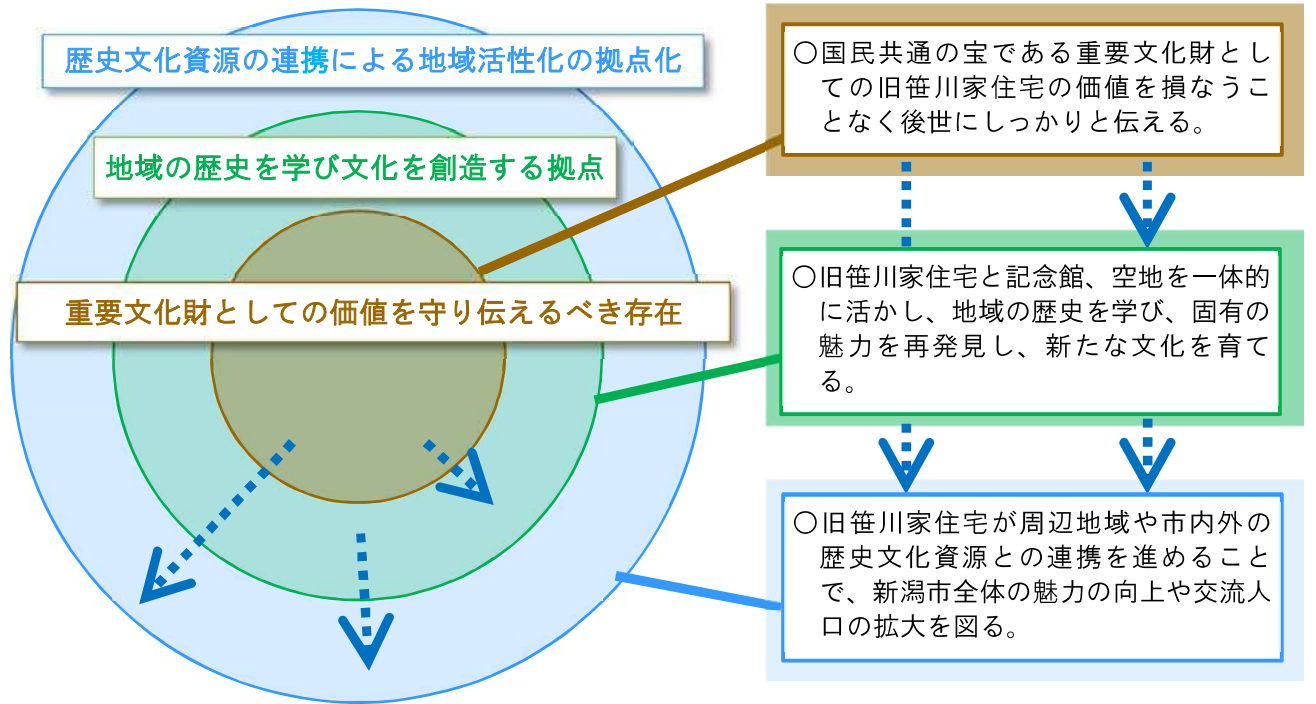 歴史文化資源の連携による地域活性化の拠点化
地域の歴史を学び文化を創造する拠点
重要文化財としての価値を守り伝えるべき存在
〇国民共通の宝である重要文化財とし
ての旧笹川家住宅の価値を損なうこ
となく後世にしっかりと伝える。
〇旧笹川家住宅と記念館、空地を一体的
に活かし、地域の歴史を学び、固有の
魅力を再発見し、新たな文化を育て
る。
〇旧笹川家住宅が周辺地域や市内外の
歴史文化資源との連携を進めること
で、新潟市全体の魅力の向上や交流人
口の拡大を図る。